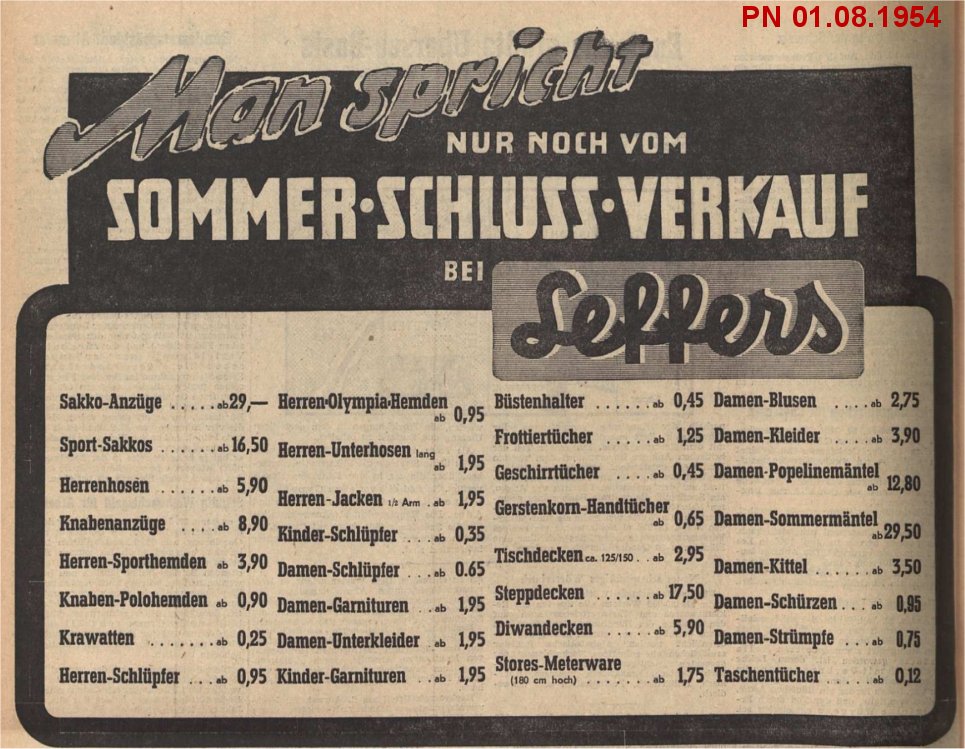 PN 01.08.1954
Man spricht
NUR NOCH VOM
SOMMER·SCHLUSS·VERKAUF
BEI Leffers
Sakko-Anzüge . . . . . ab 29,—
Sport-Sakkos . . . . . . ab 16,50
Herrenhosen . . . . . ab 5,90
Knabenanzüge . . . . ab 8,90
Herren-Sporthemden ab 3,90
Knaben-Polohemden ab 0,90
Krawatten . . . . . . . ab 0,25
Herren-Schlüpfer . . . ab 0,95
Herren-Olympia-Hemden
ab 0,95
Herren-Unterhosen lang
ab 1,95
Herren-Jacken 1/2 Arm . ab 1,95
Kinder-Schlüpfer . . . ab 0,35
Damen-Schlüpfer . . . ab 0.65
Damen-Garnituren . . ab 1,95
Damen-Unterkleider . ab 1,95
Kinder-Garnituren . . ab 1,95
Büstenhalter . . . . . . ab 0,45
Frottiertücher . . . . . ab 1,25
Geschirrtücher . . . . ab 0,45
Gerstenkorn-Handtücher
ab 0,65
Tischdecken ca. 125/150 . . ab 2,95
Steppdecken . . . . . . ab 17,50
Diwandecken . . . . . ab 5,90
Stores-Meterware
(180 cm hoch) . . . . . . . . ab 1,75
Damen-Blusen . . . . ab 2,75
Damen-Kleider . . . . ab 3,90
Damen-Popelinemäntel
ab 12,80
Damen-Sommermäntel
ab 29,50
Damen-Kittel . . . . . . ab 3,50
Damen-Schürzen . . . ab 0,95
Damen-Strümpfe . . . ab 0,75
Taschentücher . . . . . ab 0,12